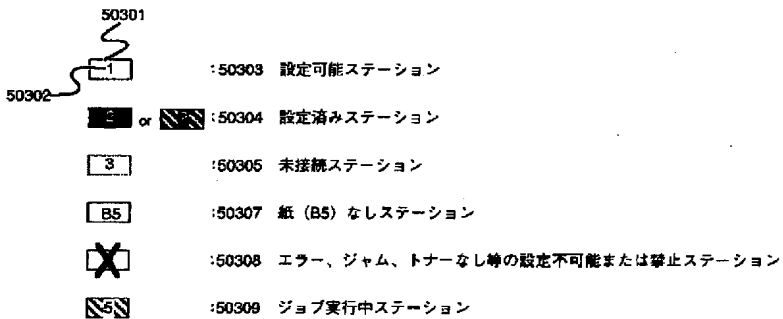 50301
50302
1 :50303 設定可能ステーション
2 or :50304 設定済みステーション
3 :50305 未接続ステーション
B5 :50307 紙（B5）なしステーション
:50308 エラー、ジャム、トナーなし等の設定不可能または禁止ステーション
5 :50309 ジョブ実行中ステーション